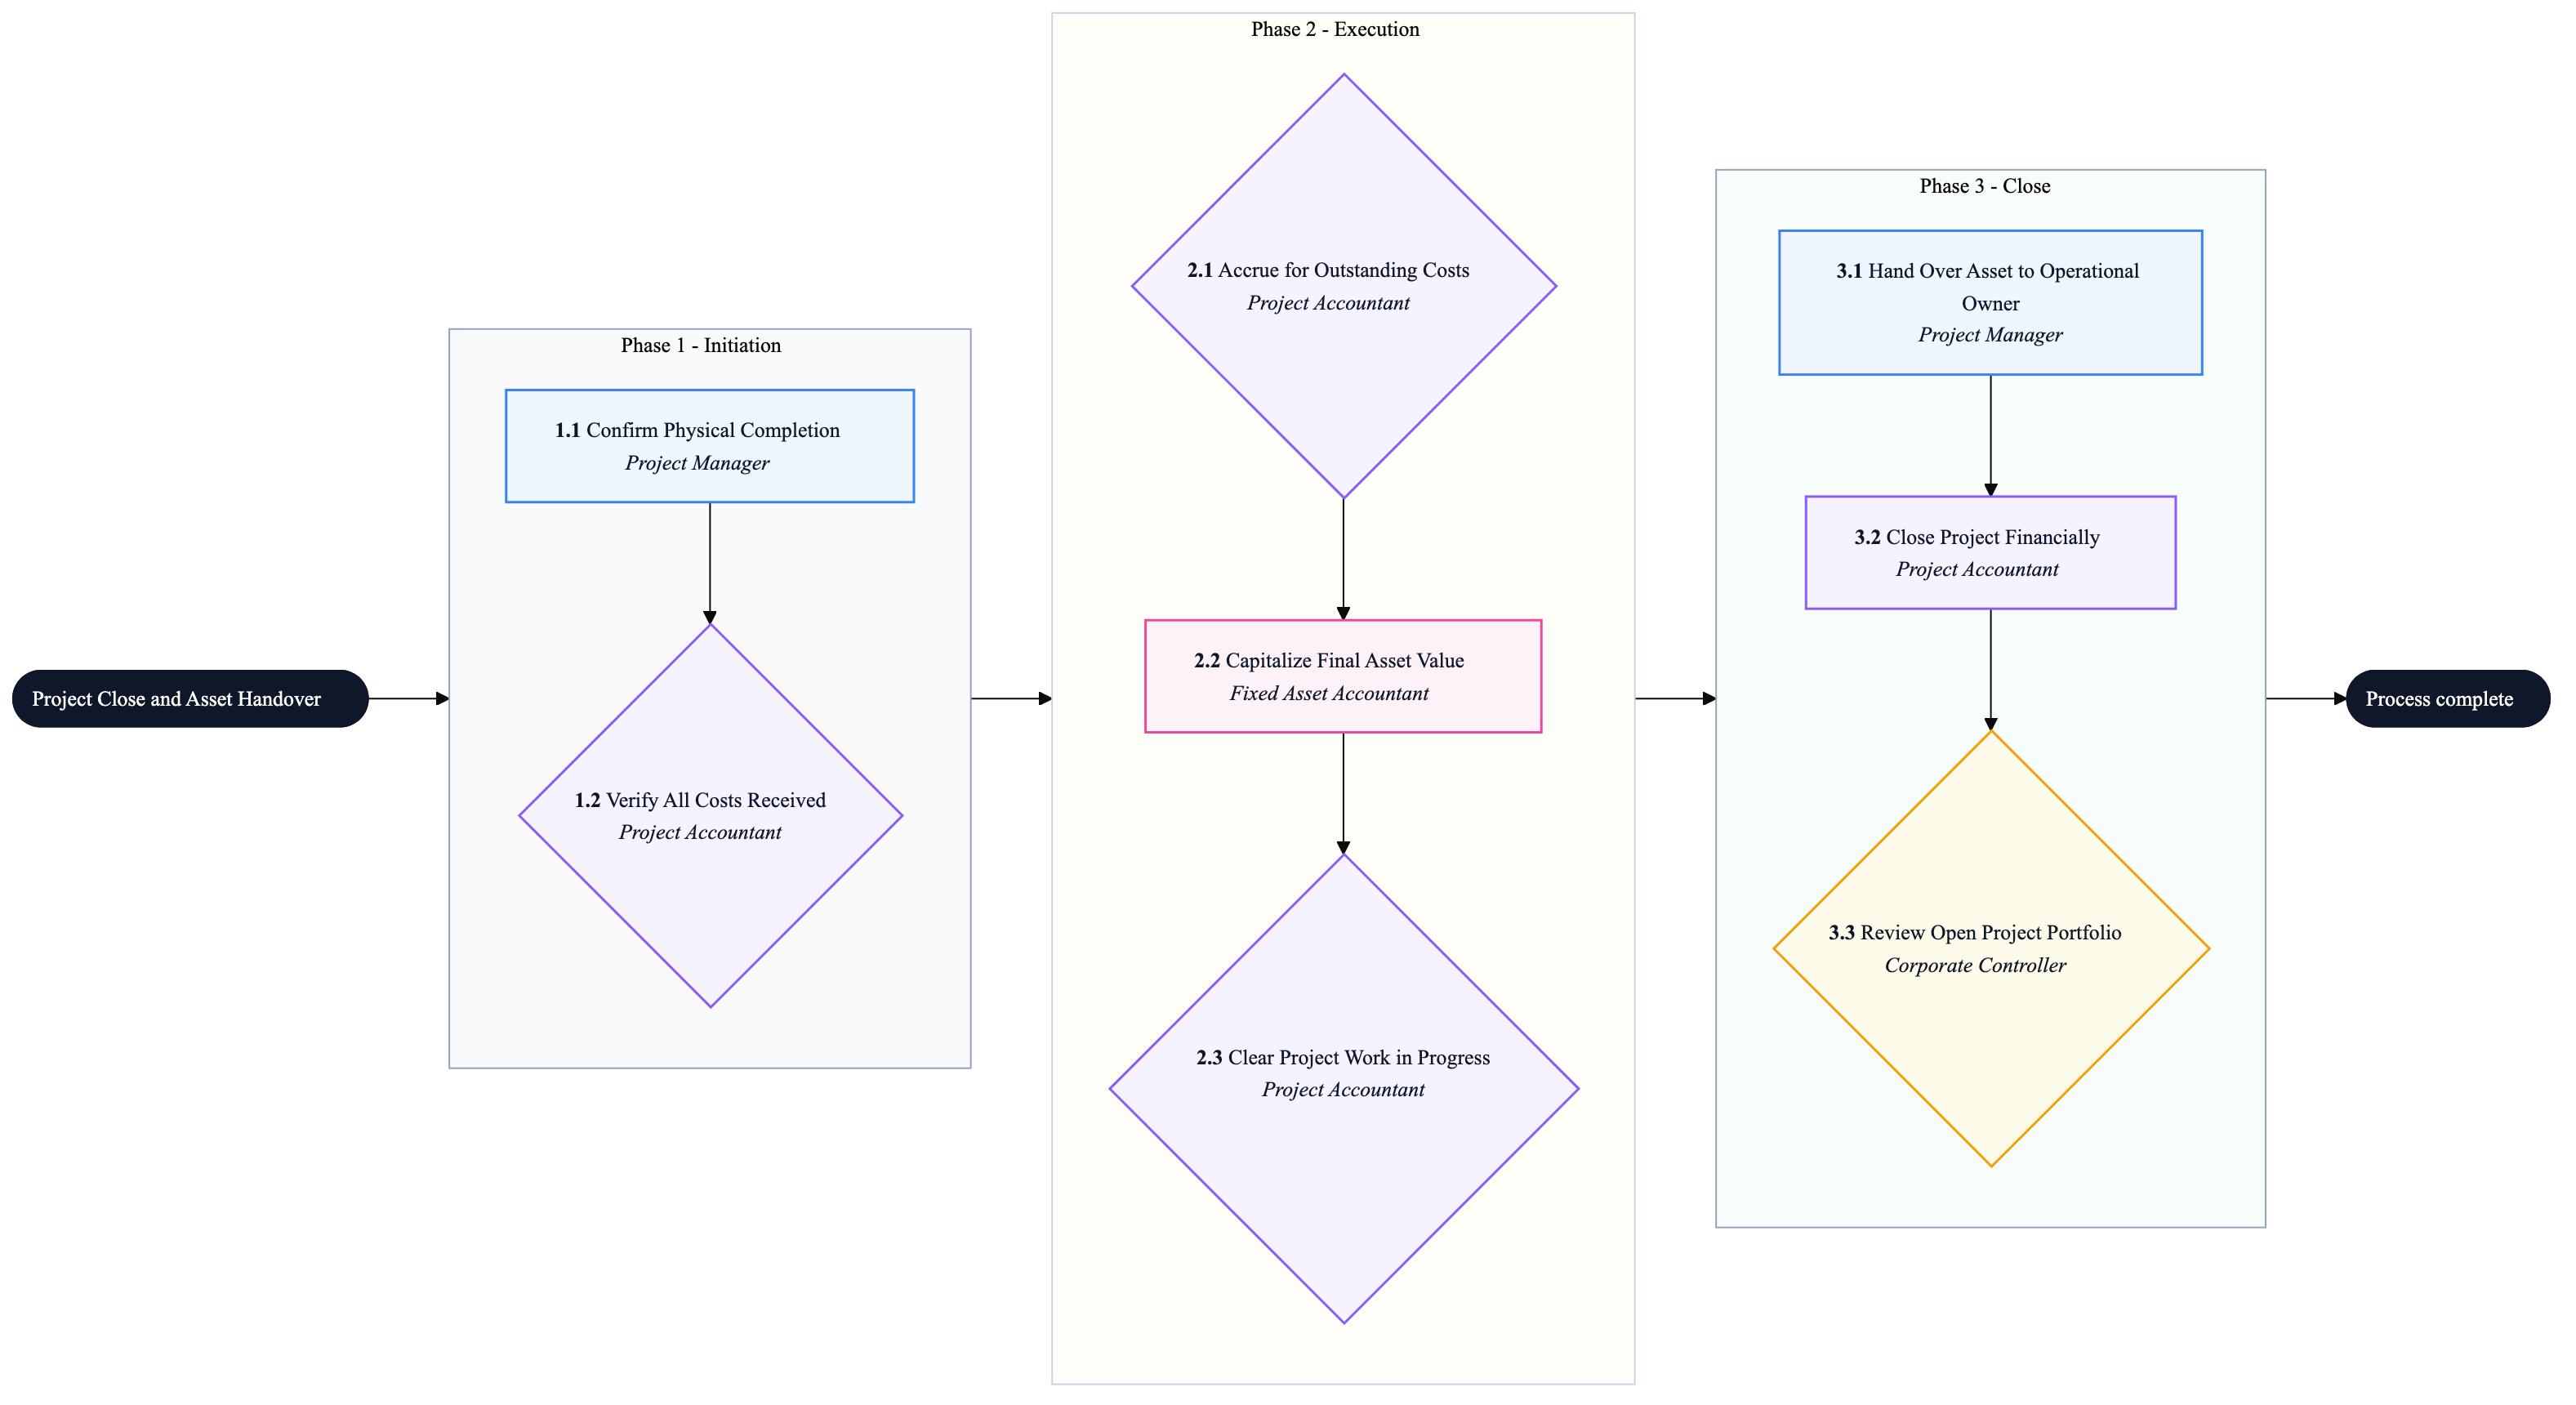 Project Close and Asset Handover
Phase 1 - Initiation
1.1 Confirm Physical Completion
Project Manager
1.2 Verify All Costs Received
Project Accountant
Phase 2 - Execution
2.1 Accrue for Outstanding Costs
Project Accountant
2.2 Capitalize Final Asset Value
Fixed Asset Accountant
2.3 Clear Project Work in Progress
Project Accountant
Phase 3 - Close
3.1 Hand Over Asset to Operational
Owner
Project Manager
3.2 Close Project Financially
Project Accountant
3.3 Review Open Project Portfolio
Corporate Controller
Process complete